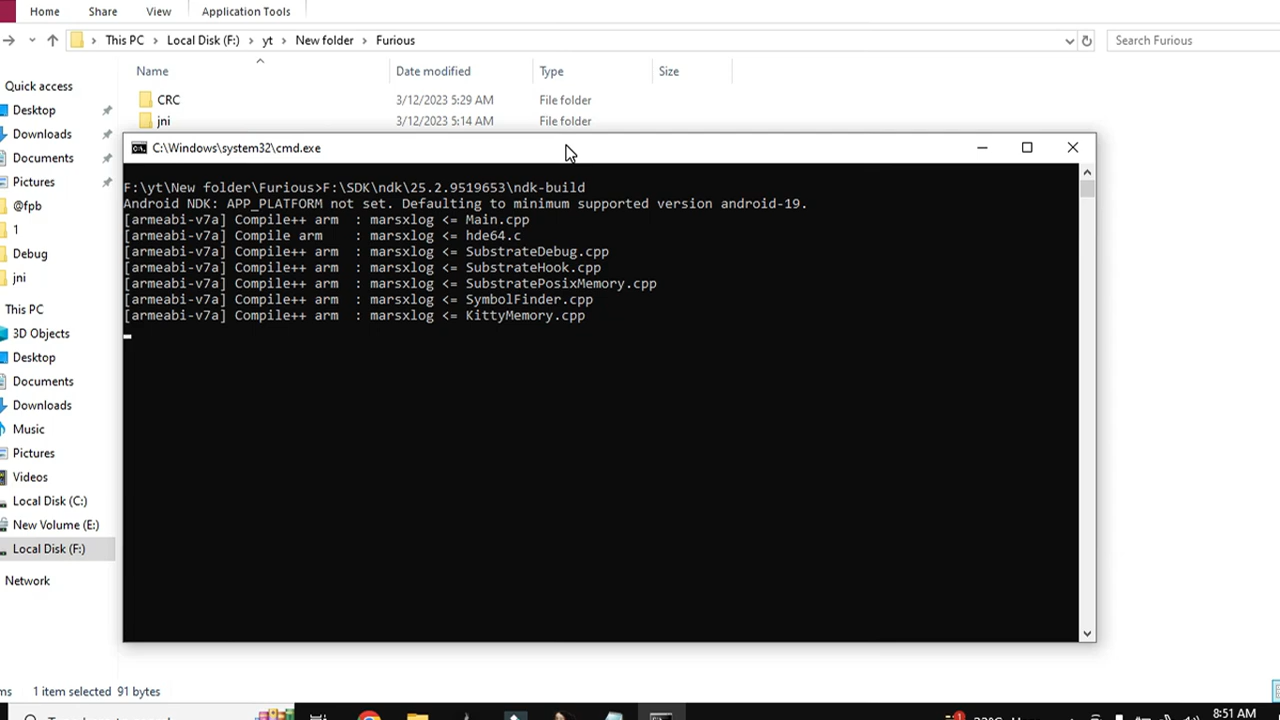 Home Share View Application Tools
This PC > Local Disk (F:) > yt > New folder > Furious
Search Furious
Name Date modified Type Size
Quick access
Desktop
Downloads
Documents
Pictures
@fpb
1
Debug
jni
This PC
3D Objects
Desktop
Documents
Downloads
Music
Pictures
Videos
Local Disk (C:)
New Volume (E:)
Local Disk (F:)
Network
CRC 3/12/2023 5:29 AM File folder
jni 3/12/2023 5:14 AM File folder
C:\Windows\system32\cmd.exe
F:\yt\New folder\Furious>F:\SDK\ndk\25.2.9519653\ndk-build
Android NDK: APP_PLATFORM not set. Defaulting to minimum supported version android-19.
[armeabi-v7a] Compile++ arm  : marsxlog <= Main.cpp
[armeabi-v7a] Compile arm    : marsxlog <= hde64.c
[armeabi-v7a] Compile++ arm  : marsxlog <= SubstrateDebug.cpp
[armeabi-v7a] Compile++ arm  : marsxlog <= SubstrateHook.cpp
[armeabi-v7a] Compile++ arm  : marsxlog <= SubstratePosixMemory.cpp
[armeabi-v7a] Compile++ arm  : marsxlog <= SymbolFinder.cpp
[armeabi-v7a] Compile++ arm  : marsxlog <= KittyMemory.cpp
1 item selected 91 bytes
8:51 AM